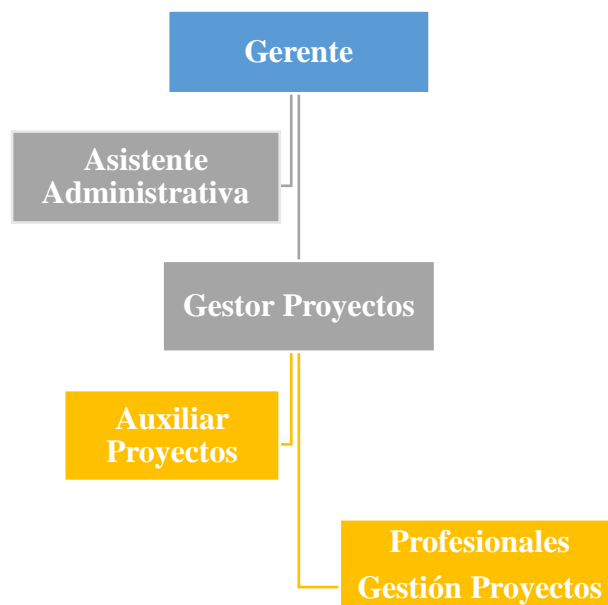 Gerente
Asistente
Administrativa
Gestor Proyectos
Auxiliar
Proyectos
Profesionales
Gestión Proyectos